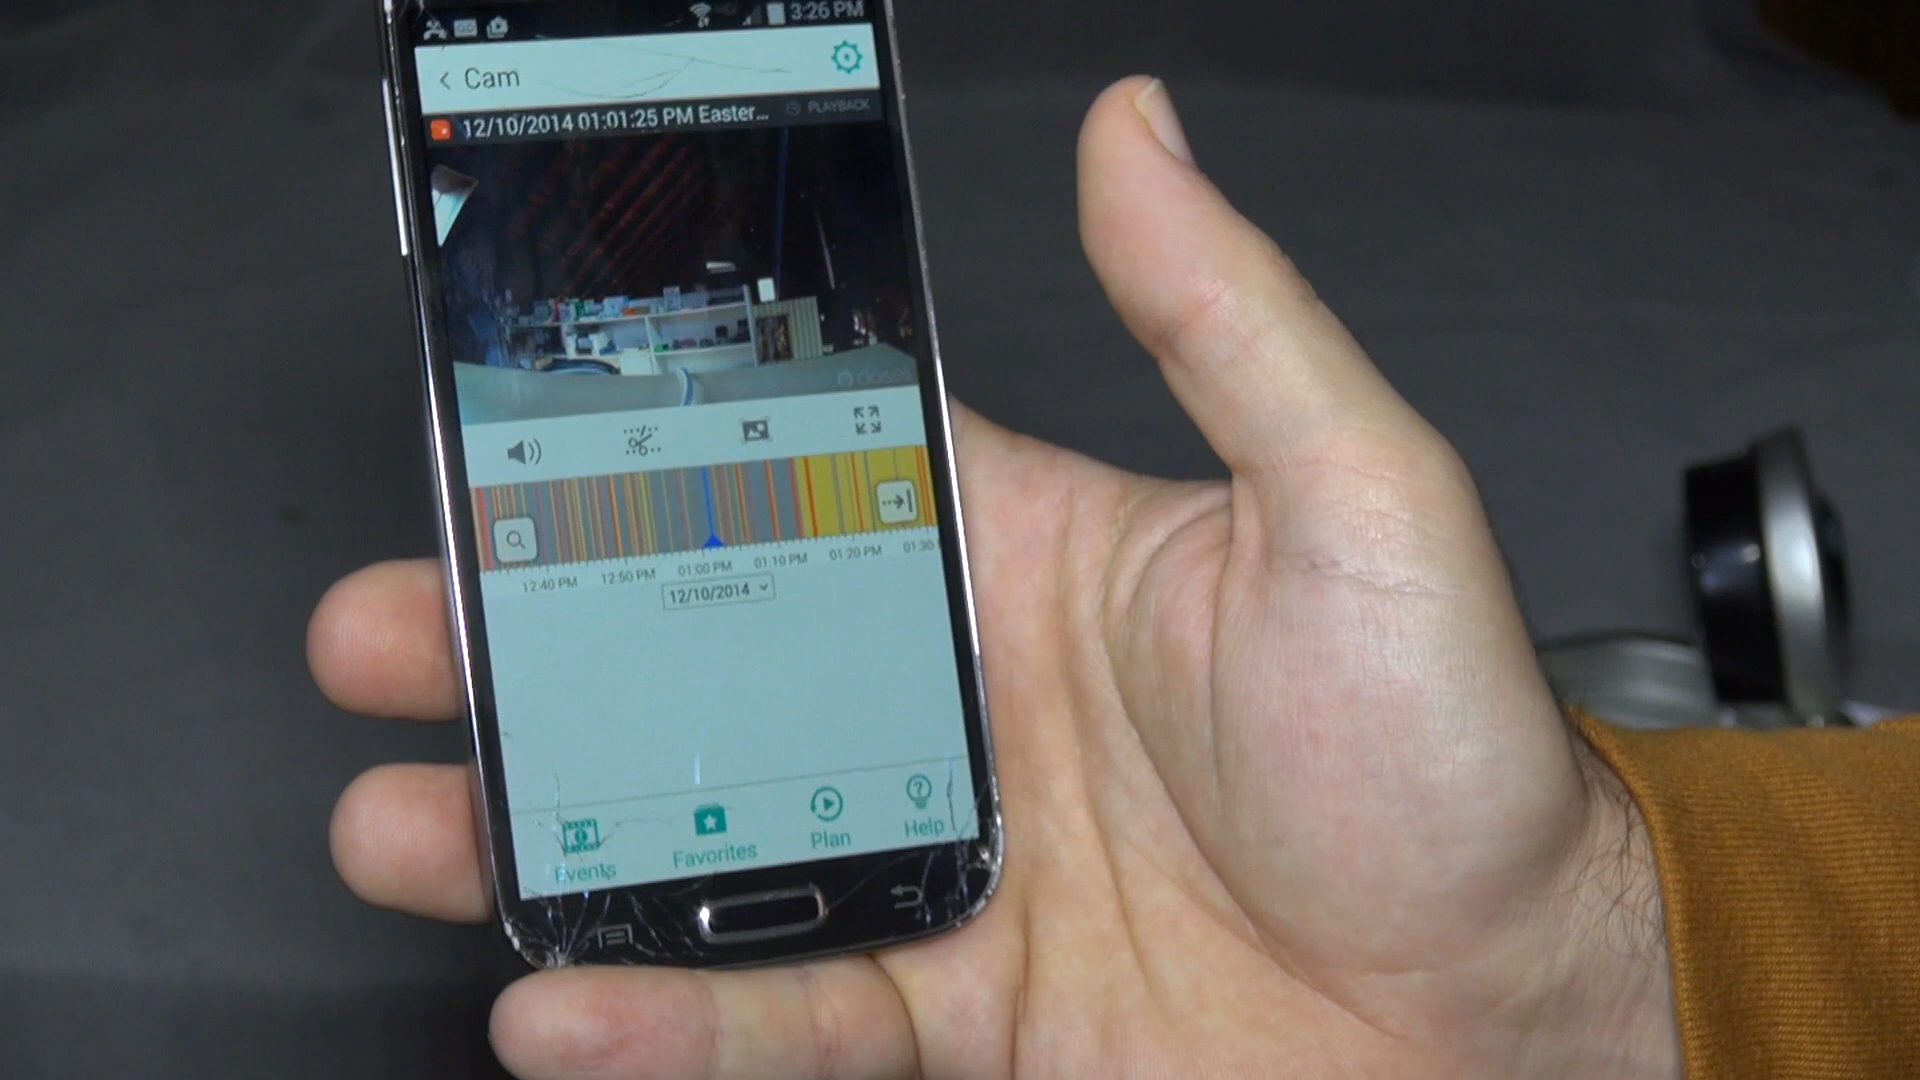 3:26 PM
Cam
12/10/2014 01:01:25 PM Easter... PLAYBACK
12:40 PM 12:50 PM 01:00 PM 01:10 PM 01:20 PM 01:30
12/10/2014
Events Favorites Plan Help